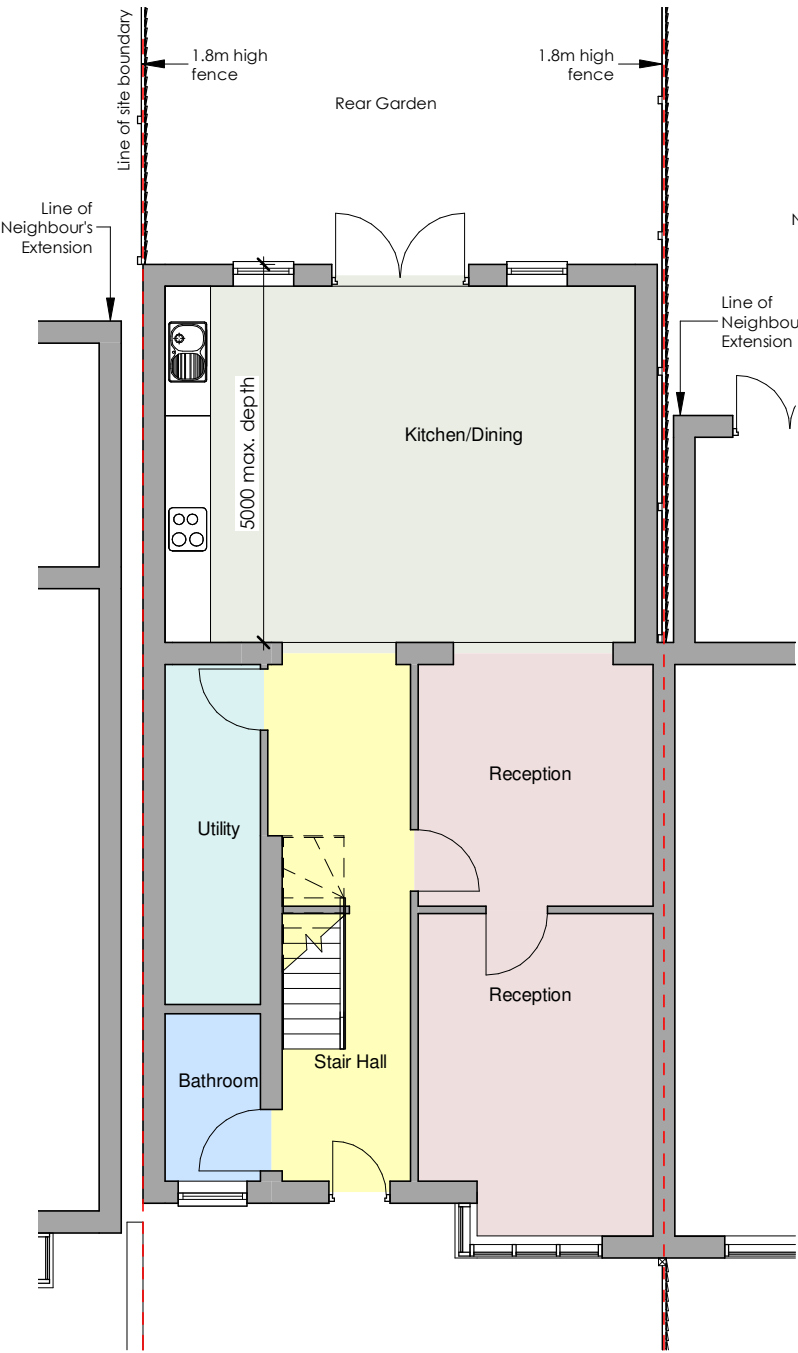 Line of site boundary
1.8m high
fence
1.8m high
fence
Rear Garden
Line of
Neighbour's
Extension
N
Line of
Neighbou
Extension
5000 max. depth
Kitchen/Dining
Reception
Utility
Reception
Stair Hall
Bathroom